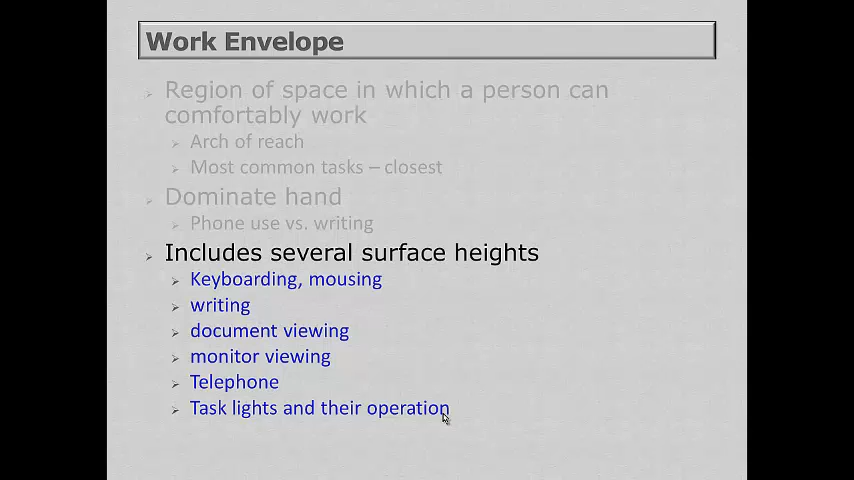 Work Envelope
Region of space in which a person can
comfortably work
Arch of reach
Most common tasks – closest
Dominate hand
Phone use vs. writing
Includes several surface heights
Keyboarding, mousing
writing
document viewing
monitor viewing
Telephone
Task lights and their operation